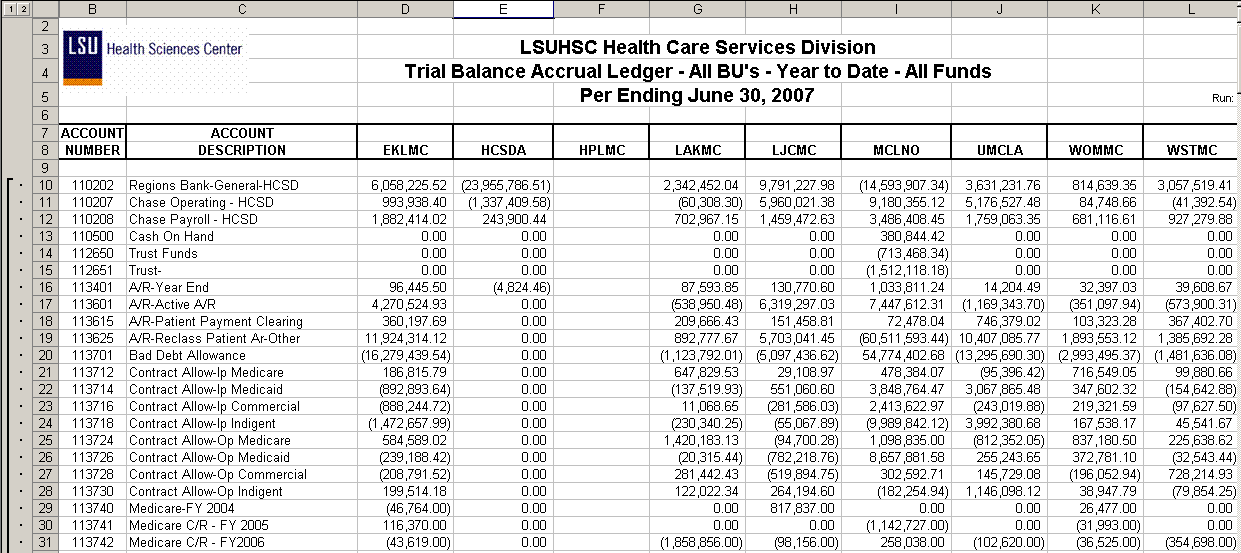 1 2 B C D E F G H I J K L
2
3 LSU Health Sciences Center LSUHSC Health Care Services Division
4 Trial Balance Accrual Ledger - All BU's - Year to Date - All Funds
5 Per Ending June 30, 2007 Run:
6
7 ACCOUNT ACCOUNT
8 NUMBER DESCRIPTION EKLMC HCSDA HPLMC LAKMC LJCMC MCLNO UMCLA WOMMC WSTMC
9
10 110202 Regions Bank-General-HCSD 6,058,225.52 (23,955,786.51) 2,342,452.04 9,791,227.98 (14,593,907.34) 3,631,231.76 814,639.35 3,057,519.41
11 110207 Chase Operating - HCSD 993,938.40 (1,337,409.58) (60,308.30) 5,960,021.38 9,180,355.12 5,176,527.48 84,748.66 (41,392.54)
12 110208 Chase Payroll - HCSD 1,882,414.02 243,900.44 702,967.15 1,459,472.63 3,486,408.45 1,759,063.35 681,116.61 927,279.88
13 110500 Cash On Hand 0.00 0.00 0.00 0.00 380,844.42 0.00 0.00 0.00
14 112650 Trust Funds 0.00 0.00 0.00 0.00 (713,468.34) 0.00 0.00 0.00
15 112651 Trust- 0.00 0.00 0.00 0.00 (1,512,118.18) 0.00 0.00 0.00
16 113401 A/R-Year End 96,445.50 (4,824.46) 87,593.85 130,770.60 1,033,811.24 14,204.49 32,397.03 39,608.67
17 113601 A/R-Active A/R 4,270,524.93 0.00 (538,950.48) 6,319,297.03 7,447,612.31 (1,169,343.70) (351,097.94) (573,900.31)
18 113615 A/R-Patient Payment Clearing 360,197.69 0.00 209,666.43 151,458.81 72,478.04 746,379.02 103,323.28 367,402.70
19 113625 A/R-Reclass Patient Ar-Other 11,924,314.12 0.00 892,777.67 5,703,041.45 (60,511,593.44) 10,407,085.77 1,893,553.12 1,385,692.28
20 113701 Bad Debt Allowance (16,279,439.54) 0.00 (1,123,792.01) (5,097,436.62) 54,774,402.68 (13,295,690.30) (2,993,495.37) (1,481,636.08)
21 113712 Contract Allow-Ip Medicare 186,815.79 0.00 647,829.53 29,108.97 478,384.07 (95,396.42) 716,549.05 99,880.66
22 113714 Contract Allow-Ip Medicaid (892,893.64) 0.00 (137,519.93) 551,060.60 3,848,764.47 3,067,865.48 347,602.32 (154,642.88)
23 113716 Contract Allow-Ip Commercial (888,244.72) 0.00 11,068.65 (281,586.03) 2,413,622.97 (243,019.88) 219,321.59 (97,627.50)
24 113718 Contract Allow-Ip Indigent (1,472,657.99) 0.00 (230,340.25) (55,067.89) (9,989,842.12) 3,992,380.68 167,538.17 45,541.67
25 113724 Contract Allow-Op Medicare 584,589.02 0.00 1,420,183.13 (94,700.28) 1,098,835.00 (812,352.05) 837,180.50 225,638.62
26 113726 Contract Allow-Op Medicaid (239,188.42) 0.00 (20,315.44) (782,218.76) 8,657,881.58 255,243.65 372,781.10 (32,543.44)
27 113728 Contract Allow-Op Commercial (208,791.52) 0.00 281,442.43 (519,894.75) 302,592.71 145,729.08 (196,052.94) 728,214.93
28 113730 Contract Allow-Op Indigent 199,514.18 0.00 122,022.34 264,194.60 (182,254.94) 1,146,098.12 38,947.79 (79,854.25)
29 113740 Medicare-FY 2004 (46,764.00) 0.00 0.00 817,837.00 0.00 0.00 26,477.00 0.00
30 113741 Medicare C/R - FY 2005 116,370.00 0.00 0.00 0.00 (1,142,727.00) 0.00 (31,993.00) 0.00
31 113742 Medicare C/R - FY2006 (43,619.00) 0.00 (1,858,856.00) (98,156.00) 258,038.00 (102,620.00) (36,525.00) (354,698.00)